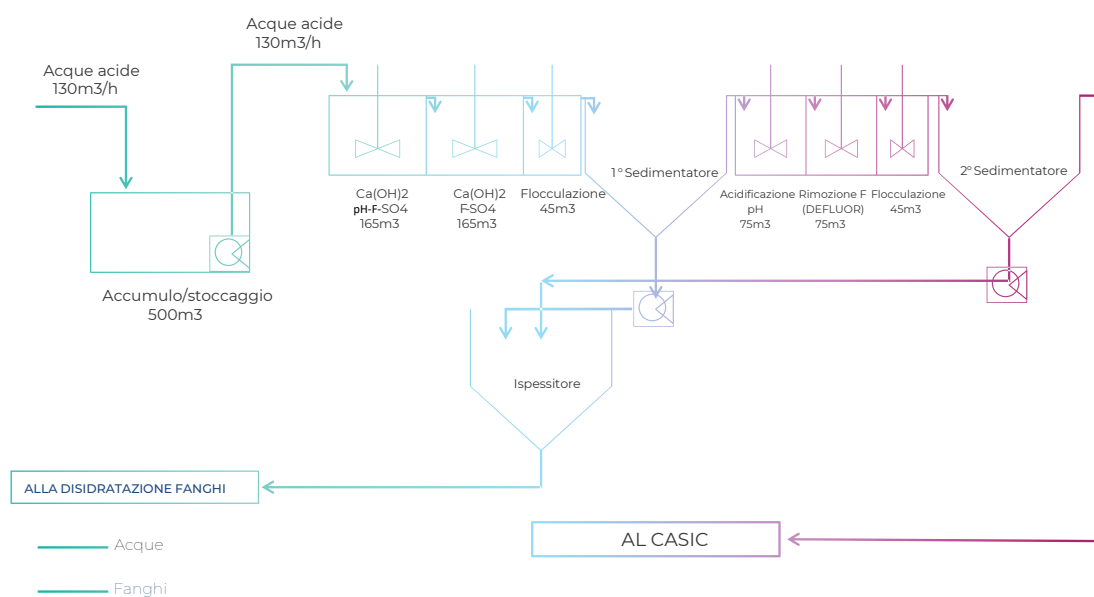 Acque acide
130m3/h
Acque acide
130m3/h
Accumulo/stoccaggio
500m3
Ca(OH)2
pH-F-SO4
165m3
Ca(OH)2
F-SO4
165m3
Flocculazione
45m3
1° Sedimentatore
Acidificazione
pH
75m3
Rimozione F
(DEFLUOR)
75m3
Flocculazione
45m3
2° Sedimentatore
Ispessitore
ALLA DISIDRATAZIONE FANGHI
AL CASIC
Acque
Fanghi